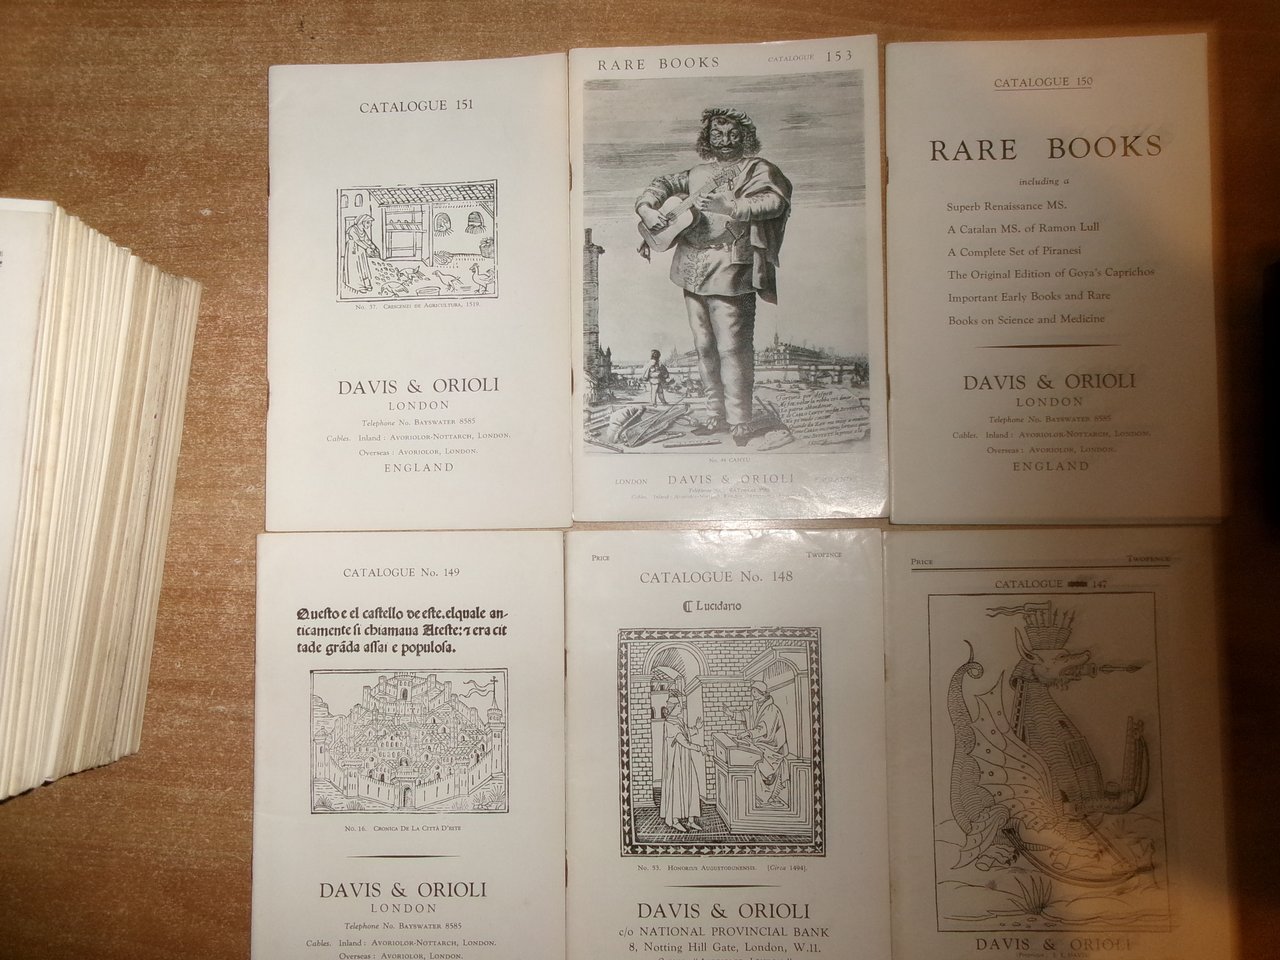 CATALOGUE 151
No. 37. CRESCENZI DE AGRICULTURA, 1519.
DAVIS & ORIOLI
LONDON
Telephone No. BAYSWATER 8585
Cables. Inland: AVORIOLOR-NOTTARCH, LONDON.
Overseas: AVORIOLOR, LONDON.
ENGLAND
RARE BOOKS CATALOGUE 153
No. 44 CANTU
LONDON DAVIS & ORIOLI ENGLAND
CATALOGUE 150
RARE BOOKS
including a
Superb Renaissance MS.
A Catalan MS. of Ramon Lull
A Complete Set of Piranesi
The Original Edition of Goya's Caprichos
Important Early Books and Rare
Books on Science and Medicine
DAVIS & ORIOLI
LONDON
Telephone No. BAYSWATER 8585
Cables. Inland: AVORIOLOR-NOTTARCH, LONDON.
Overseas: AVORIOLOR, LONDON.
ENGLAND
CATALOGUE No. 149
Questo e el castello de este. elquale an-
ticamente si chiamaua Ateste: ⁊ era cit
tade grãda assai e populosa.
No. 16. CRONICA DE LA CITTÀ D'ESTE
DAVIS & ORIOLI
LONDON
Telephone No. BAYSWATER 8585
Cables. Inland: AVORIOLOR-NOTTARCH, LONDON.
Overseas: AVORIOLOR, LONDON.
PRICE TWOPENCE
CATALOGUE No. 148
⁋ Lucidario
No. 53. HONORIUS AUGUSTODUNENSIS. [Circa 1494].
DAVIS & ORIOLI
c/o NATIONAL PROVINCIAL BANK
8, Notting Hill Gate, London, W.11.
PRICE TWOPENCE
CATALOGUE 147
DAVIS & ORIOLI